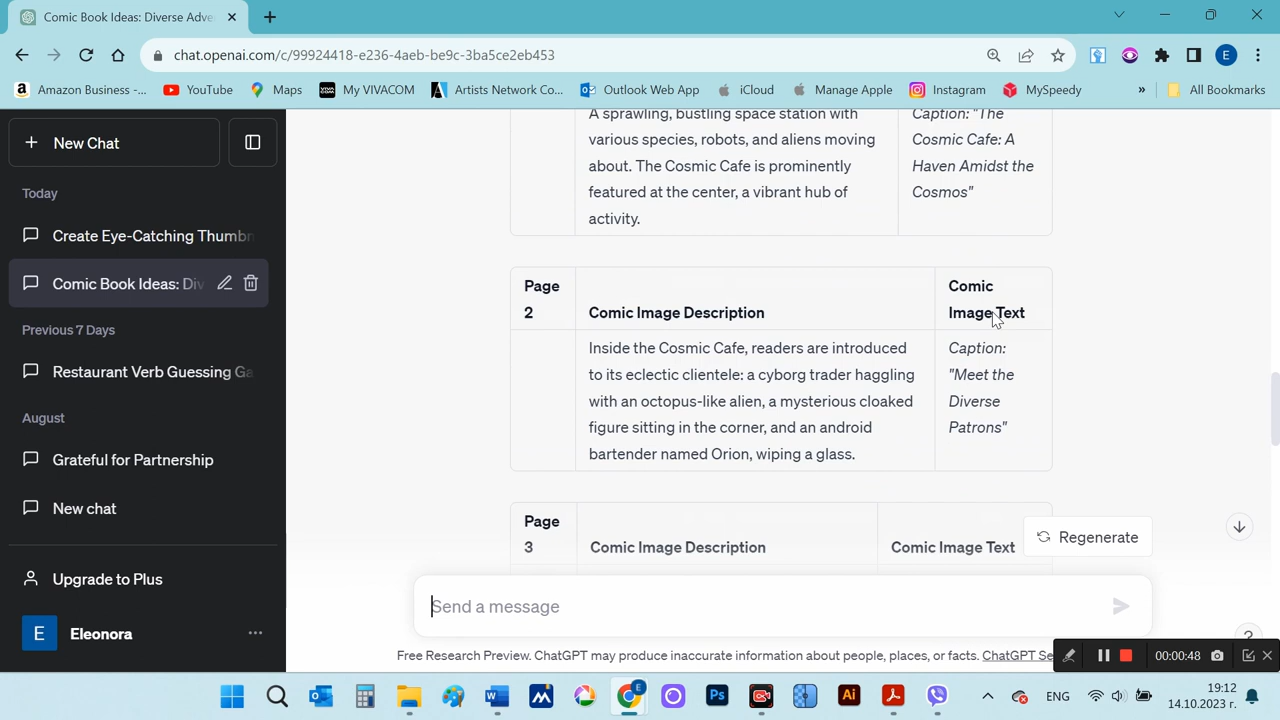 Comic Book Ideas: Diverse Adve
chat.openai.com/c/99924418-e236-4aeb-be9c-3ba5ce2eb453
E
Amazon Business -...
YouTube
Maps
My VIVACOM
Artists Network Co...
Outlook Web App
iCloud
Manage Apple
Instagram
MySpeedy
»
All Bookmarks
New Chat
Today
Create Eye-Catching Thumbn
Comic Book Ideas: Div
Previous 7 Days
Restaurant Verb Guessing Ga
August
Grateful for Partnership
New chat
Upgrade to Plus
E
Eleonora
A sprawling, bustling space station with
various species, robots, and aliens moving
about. The Cosmic Cafe is prominently
featured at the center, a vibrant hub of
activity.
Caption: "The
Cosmic Cafe: A
Haven Amidst the
Cosmos"
Page
2
Comic Image Description
Comic
Image Text
Inside the Cosmic Cafe, readers are introduced
to its eclectic clientele: a cyborg trader haggling
with an octopus-like alien, a mysterious cloaked
figure sitting in the corner, and an android
bartender named Orion, wiping a glass.
Caption:
"Meet the
Diverse
Patrons"
Page
3
Comic Image Description
Comic Image Text
Regenerate
Send a message
Free Research Preview. ChatGPT may produce inaccurate information about people, places, or facts. ChatGPT Se
?
00:00:48
E
Ps
Ai
ENG
19:12
14.10.2023 г.